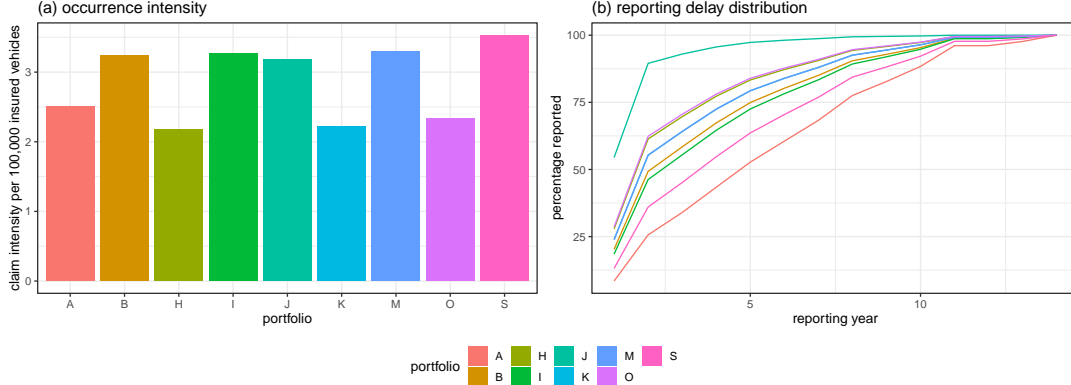 (a) occurrence intensity
claim intensity per 100,000 insured vehicles
3
2
1
0
A B H I J K M O S
portfolio
(b) reporting delay distribution
percentage reported
100
75
50
25
5 10
reporting year
portfolio
A H J M S
B I K O